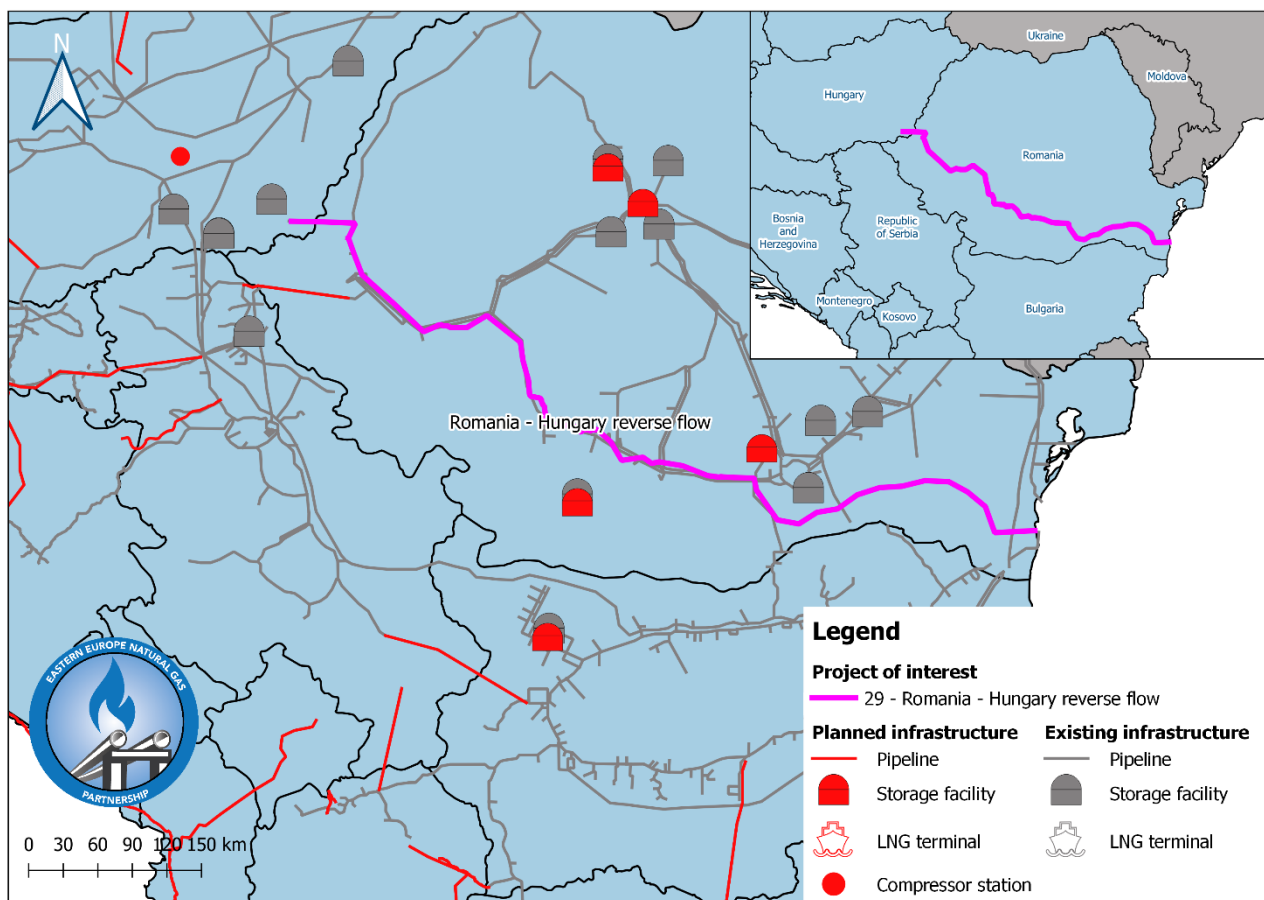 N
Ukraine
Moldova
Hungary
Romania
Bosnia
and
Herzegovina
Republic
of Serbia
Montenegro
Kosovo
Bulgaria
Romania - Hungary reverse flow
EASTERN EUROPE NATURAL GAS
PARTNERSHIP
0 30 60 90 120 150 km
Legend
Project of interest
29 - Romania - Hungary reverse flow
Planned infrastructure
Pipeline
Storage facility
LNG terminal
Compressor station
Existing infrastructure
Pipeline
Storage facility
LNG terminal